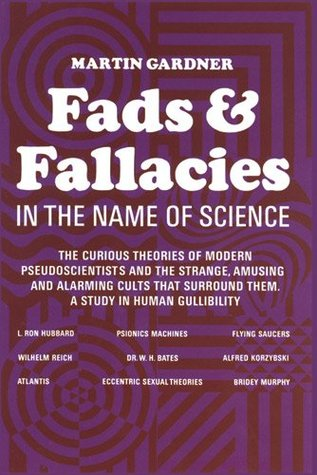 MARTIN GARDNER
Fads &
Fallacies
IN THE NAME OF SCIENCE
THE CURIOUS THEORIES OF MODERN
PSEUDOSCIENTISTS AND THE STRANGE, AMUSING
AND ALARMING CULTS THAT SURROUND THEM.
A STUDY IN HUMAN GULLIBILITY
L. RON HUBBARD PSIONICS MACHINES FLYING SAUCERS
WILHELM REICH DR. W. H. BATES ALFRED KORZYBSKI
ATLANTIS ECCENTRIC SEXUAL THEORIES BRIDEY MURPHY